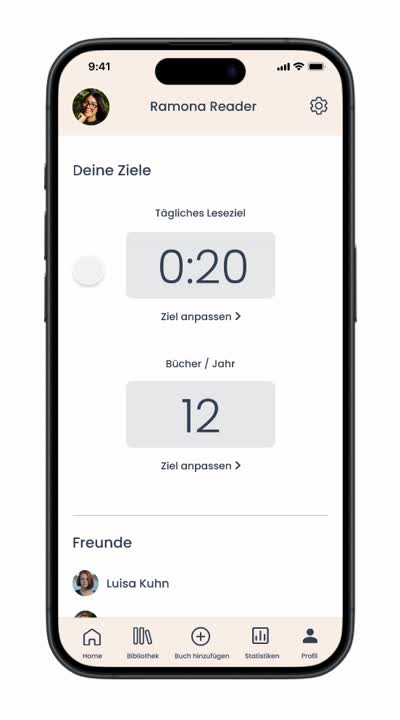 9:41
Ramona Reader
Deine Ziele
Tägliches Leseziel
0:20
Ziel anpassen
Bücher / Jahr
12
Ziel anpassen
Freunde
Luisa Kuhn
Home Bibliothek Buch hinzufügen Statistiken Profil